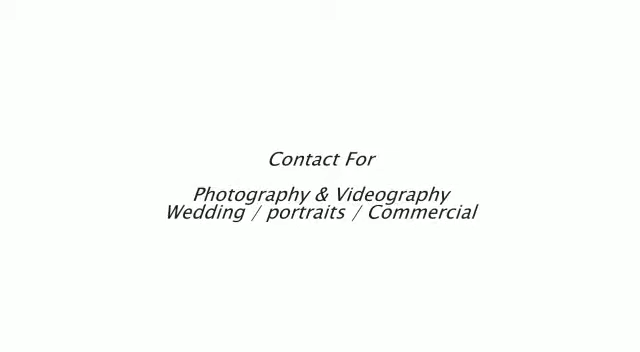 Contact For
Photography & Videography
Wedding / portraits / Commercial